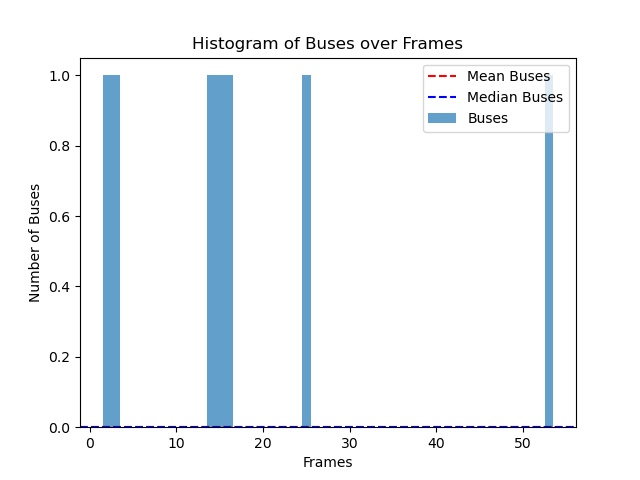 Histogram of Buses over Frames
1.0
0.8
0.6
0.4
0.2
0.0
Number of Buses
Mean Buses
Median Buses
Buses
0 10 20 30 40 50
Frames